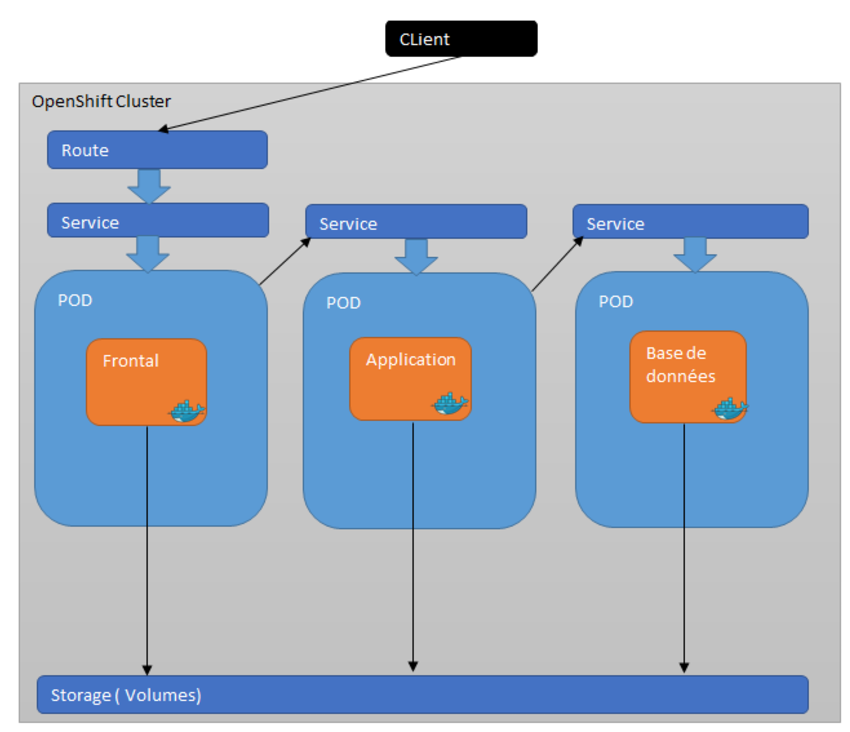 CLient
OpenShift Cluster
Route
Service
Service
Service
POD
POD
POD
Frontal
Application
Base de
données
Storage ( Volumes)